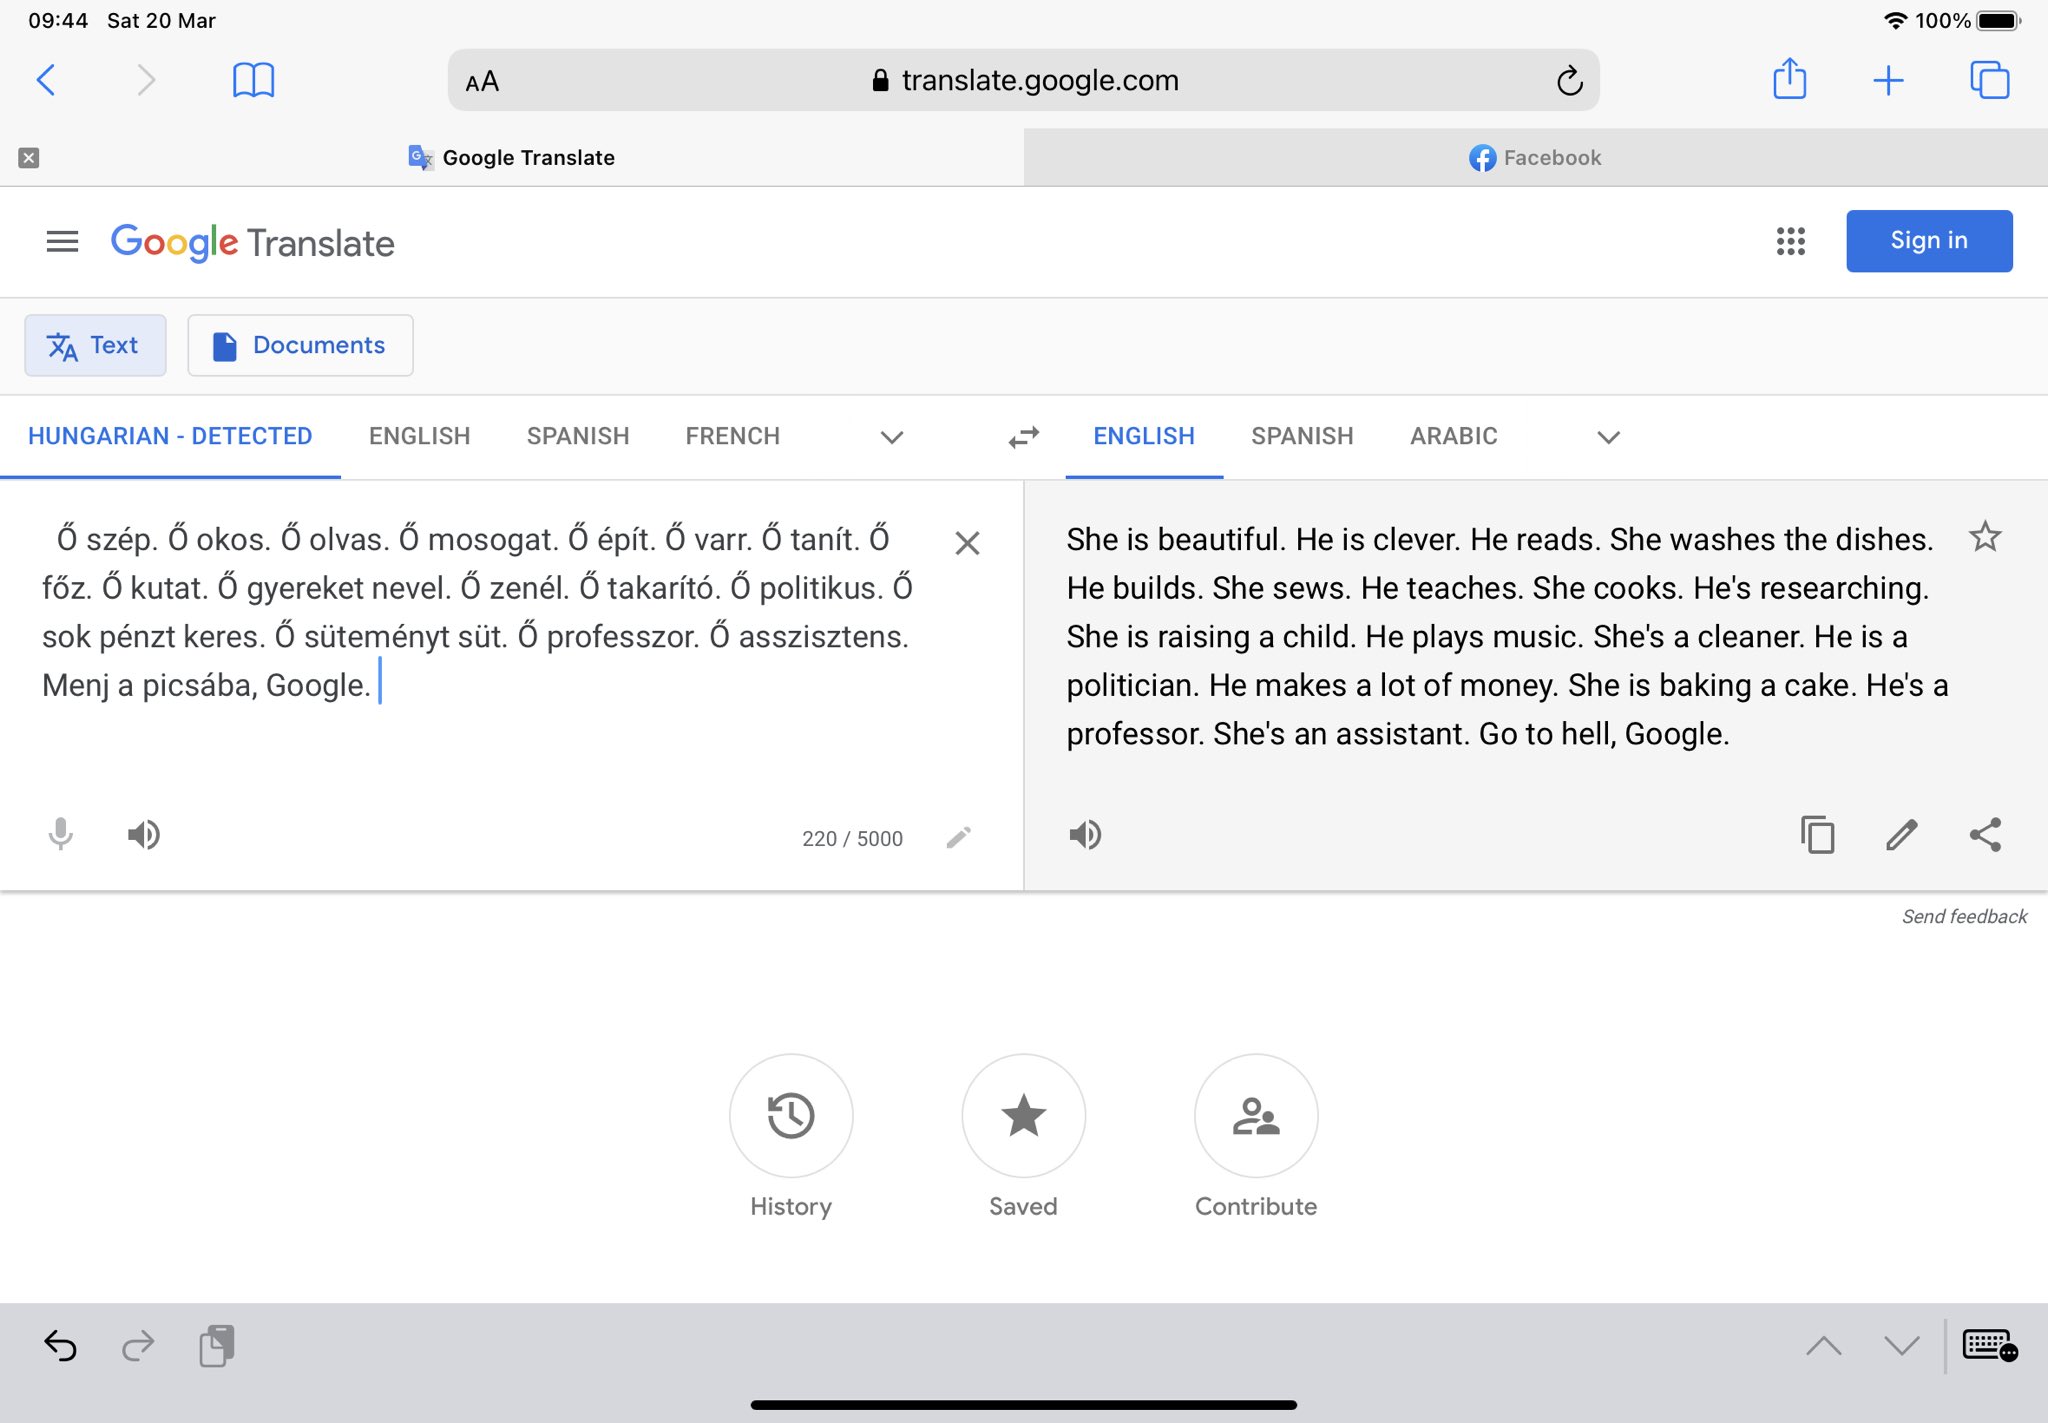 09:44 Sat 20 Mar
100%
AA
translate.google.com
Google Translate
Facebook
Google Translate
Sign in
Text
Documents
HUNGARIAN - DETECTED
ENGLISH
SPANISH
FRENCH
ENGLISH
SPANISH
ARABIC
Ő szép. Ő okos. Ő olvas. Ő mosogat. Ő épít. Ő varr. Ő tanít. Ő
főz. Ő kutat. Ő gyereket nevel. Ő zenél. Ő takarító. Ő politikus. Ő
sok pénzt keres. Ő süteményt süt. Ő professzor. Ő asszisztens.
Menj a picsába, Google.
220 / 5000
She is beautiful. He is clever. He reads. She washes the dishes.
He builds. She sews. He teaches. She cooks. He's researching.
She is raising a child. He plays music. She's a cleaner. He is a
politician. He makes a lot of money. She is baking a cake. He's a
professor. She's an assistant. Go to hell, Google.
Send feedback
History
Saved
Contribute